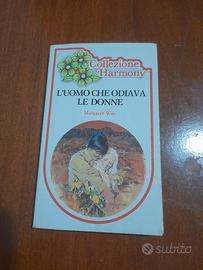 Collezione
Harmony
L'UOMO CHE ODIAVA
LE DONNE
Margaret Way
subito